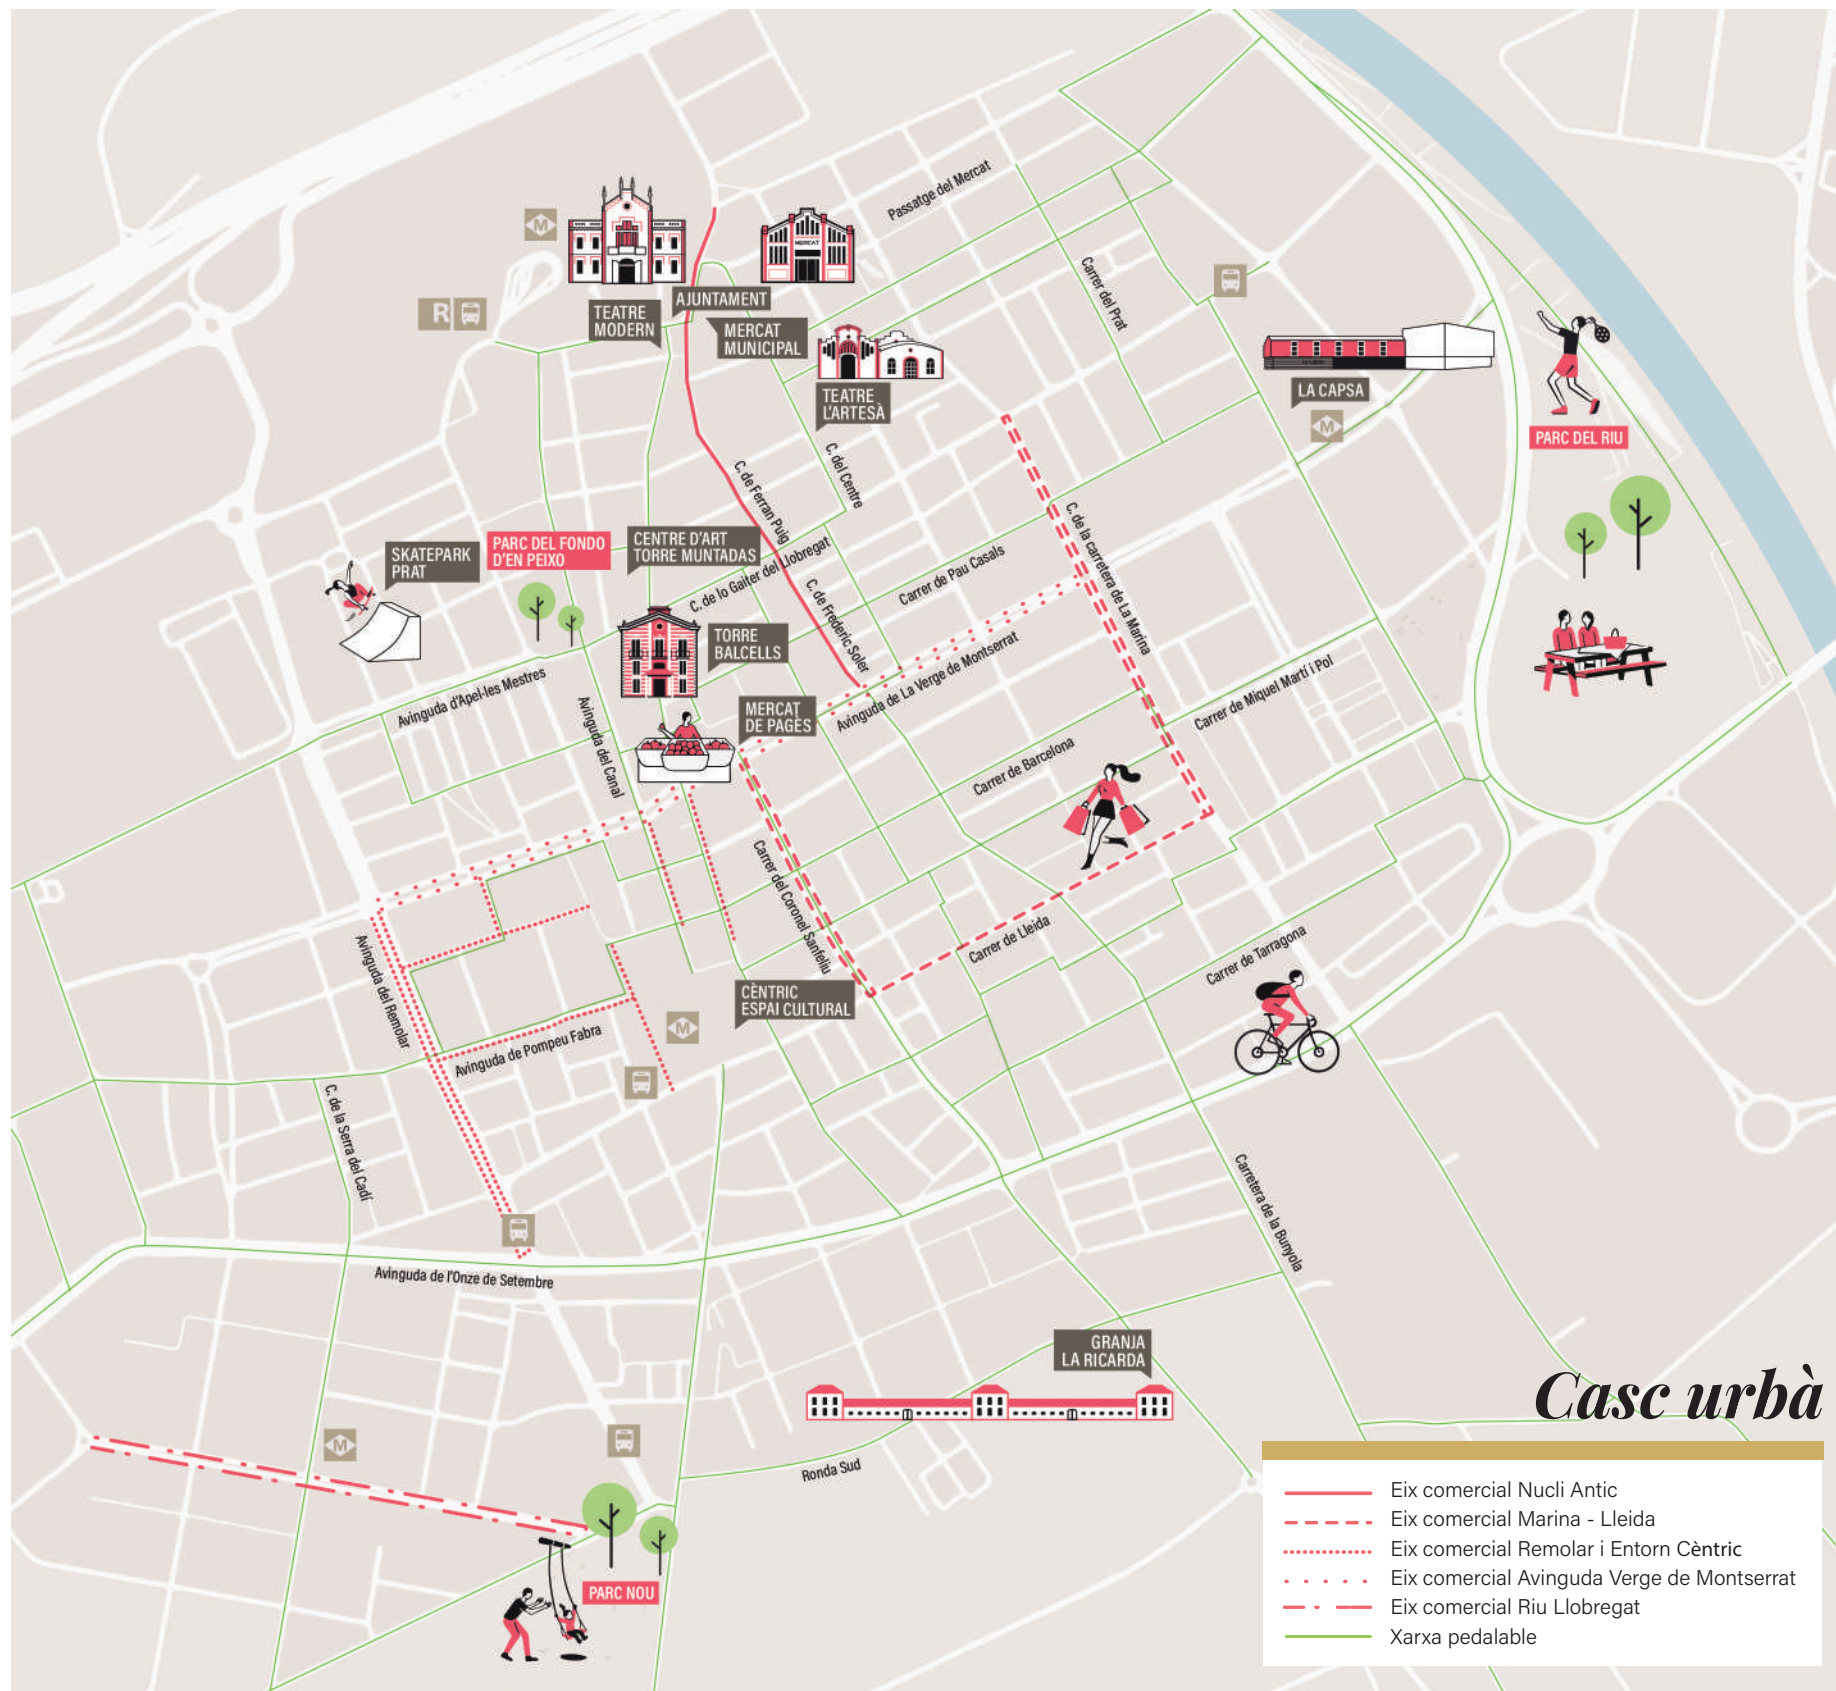 Passatge del Mercat
M
MERCAT
Carrer del Prat
R
TEATRE
MODERN
AJUNTAMENT
MERCAT
MUNICIPAL
TEATRE
L'ARTESÀ
LA CAPSA
M
PARC DEL RIU
C. de Ferran Puig
C. del Centre
C. de la carretera de La Marina
SKATEPARK
PRAT
PARC DEL FONDO
D'EN PEIXO
CENTRE D'ART
TORRE MUNTADAS
C. de lo Gaiter del Llobregat
Carrer de Pau Casals
C. de Frederic Soler
TORRE
BALCELLS
Avinguda d'Apel·les Mestres
Avinguda del Canal
MERCAT
DE PAGÈS
Avinguda de La Verge de Montserrat
Carrer de Miquel Martí i Pol
Carrer de Barcelona
Carrer del Coronel Sanfeliu
Carrer de Lleida
Carrer de Tarragona
Avinguda del Remolar
CÈNTRIC
ESPAI CULTURAL
M
Avinguda de Pompeu Fabra
C. de la Serra del Cadí
Carretera de la Bunyola
Avinguda de l'Onze de Setembre
GRANJA
LA RICARDA
M
Ronda Sud
PARC NOU
Casc urbà
Eix comercial Nucli Antic
Eix comercial Marina - Lleida
Eix comercial Remolar i Entorn Cèntric
Eix comercial Avinguda Verge de Montserrat
Eix comercial Riu Llobregat
Xarxa pedalable